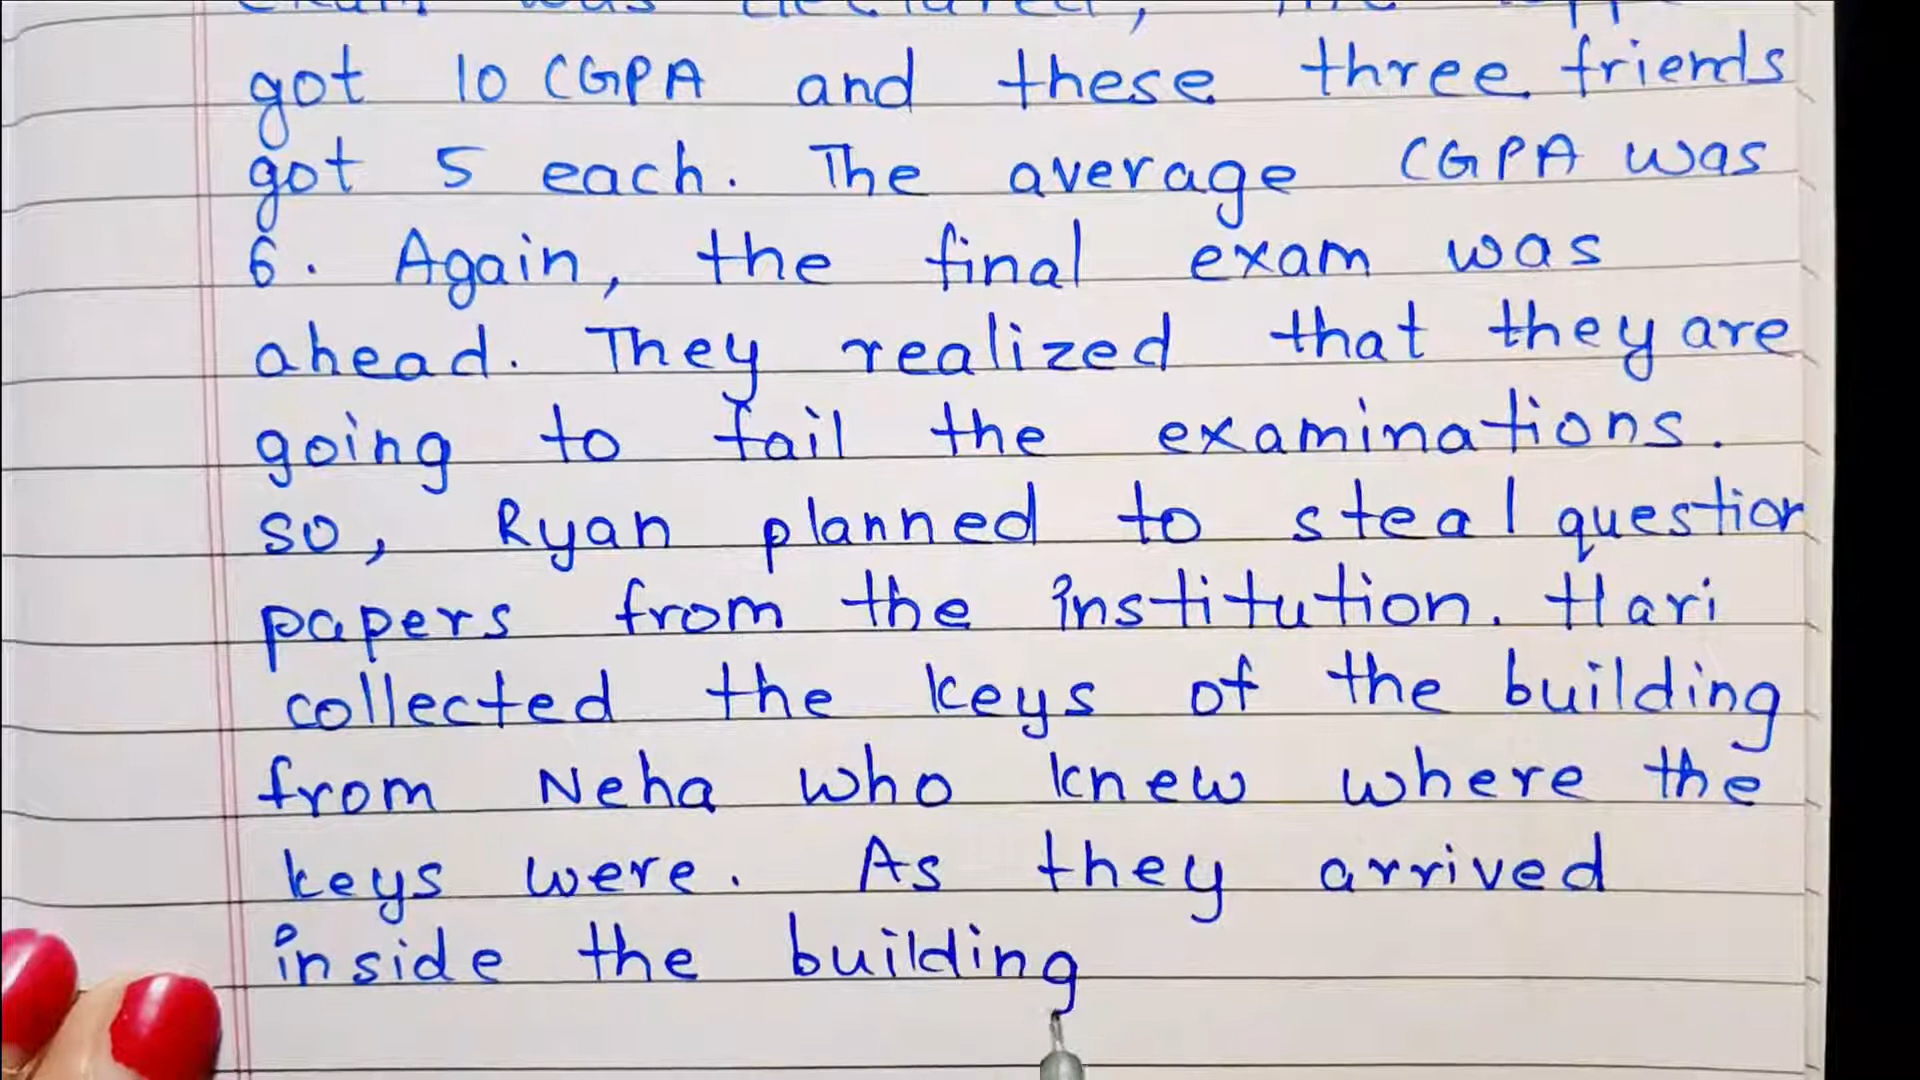 got 10 CGPA and these three friends
got 5 each. The average CGPA was
6. Again, the final exam was
ahead. They realized that they are
going to fail the examinations.
so, Ryan planned to steal question
papers from the institution. Hari
collected the keys of the building
from Neha who knew where the
keys were. As they arrived
inside the building